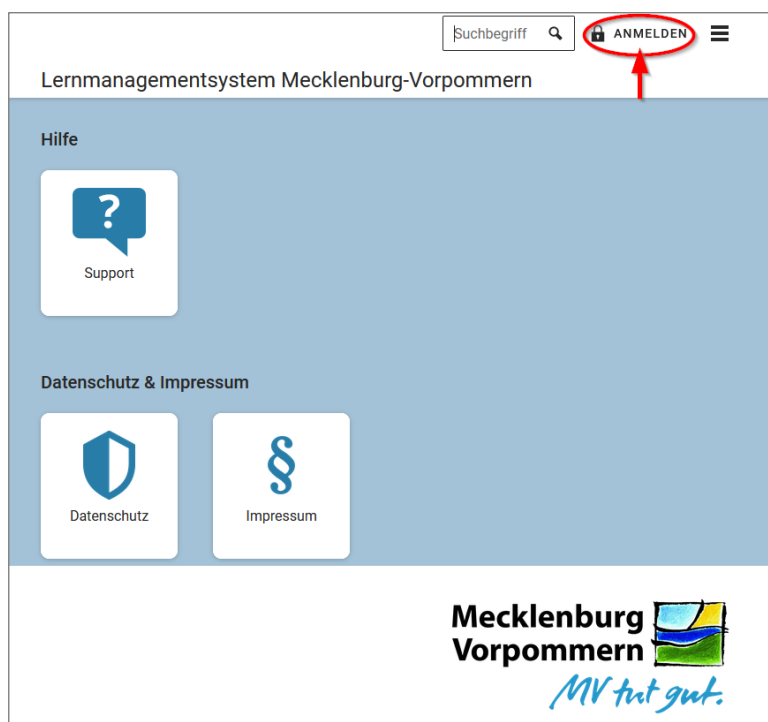 Suchbegriff
ANMELDEN
Lernmanagementsystem Mecklenburg-Vorpommern
Hilfe
?
Support
Datenschutz & Impressum
§
Datenschutz
Impressum
Mecklenburg
Vorpommern
MV tut gut.